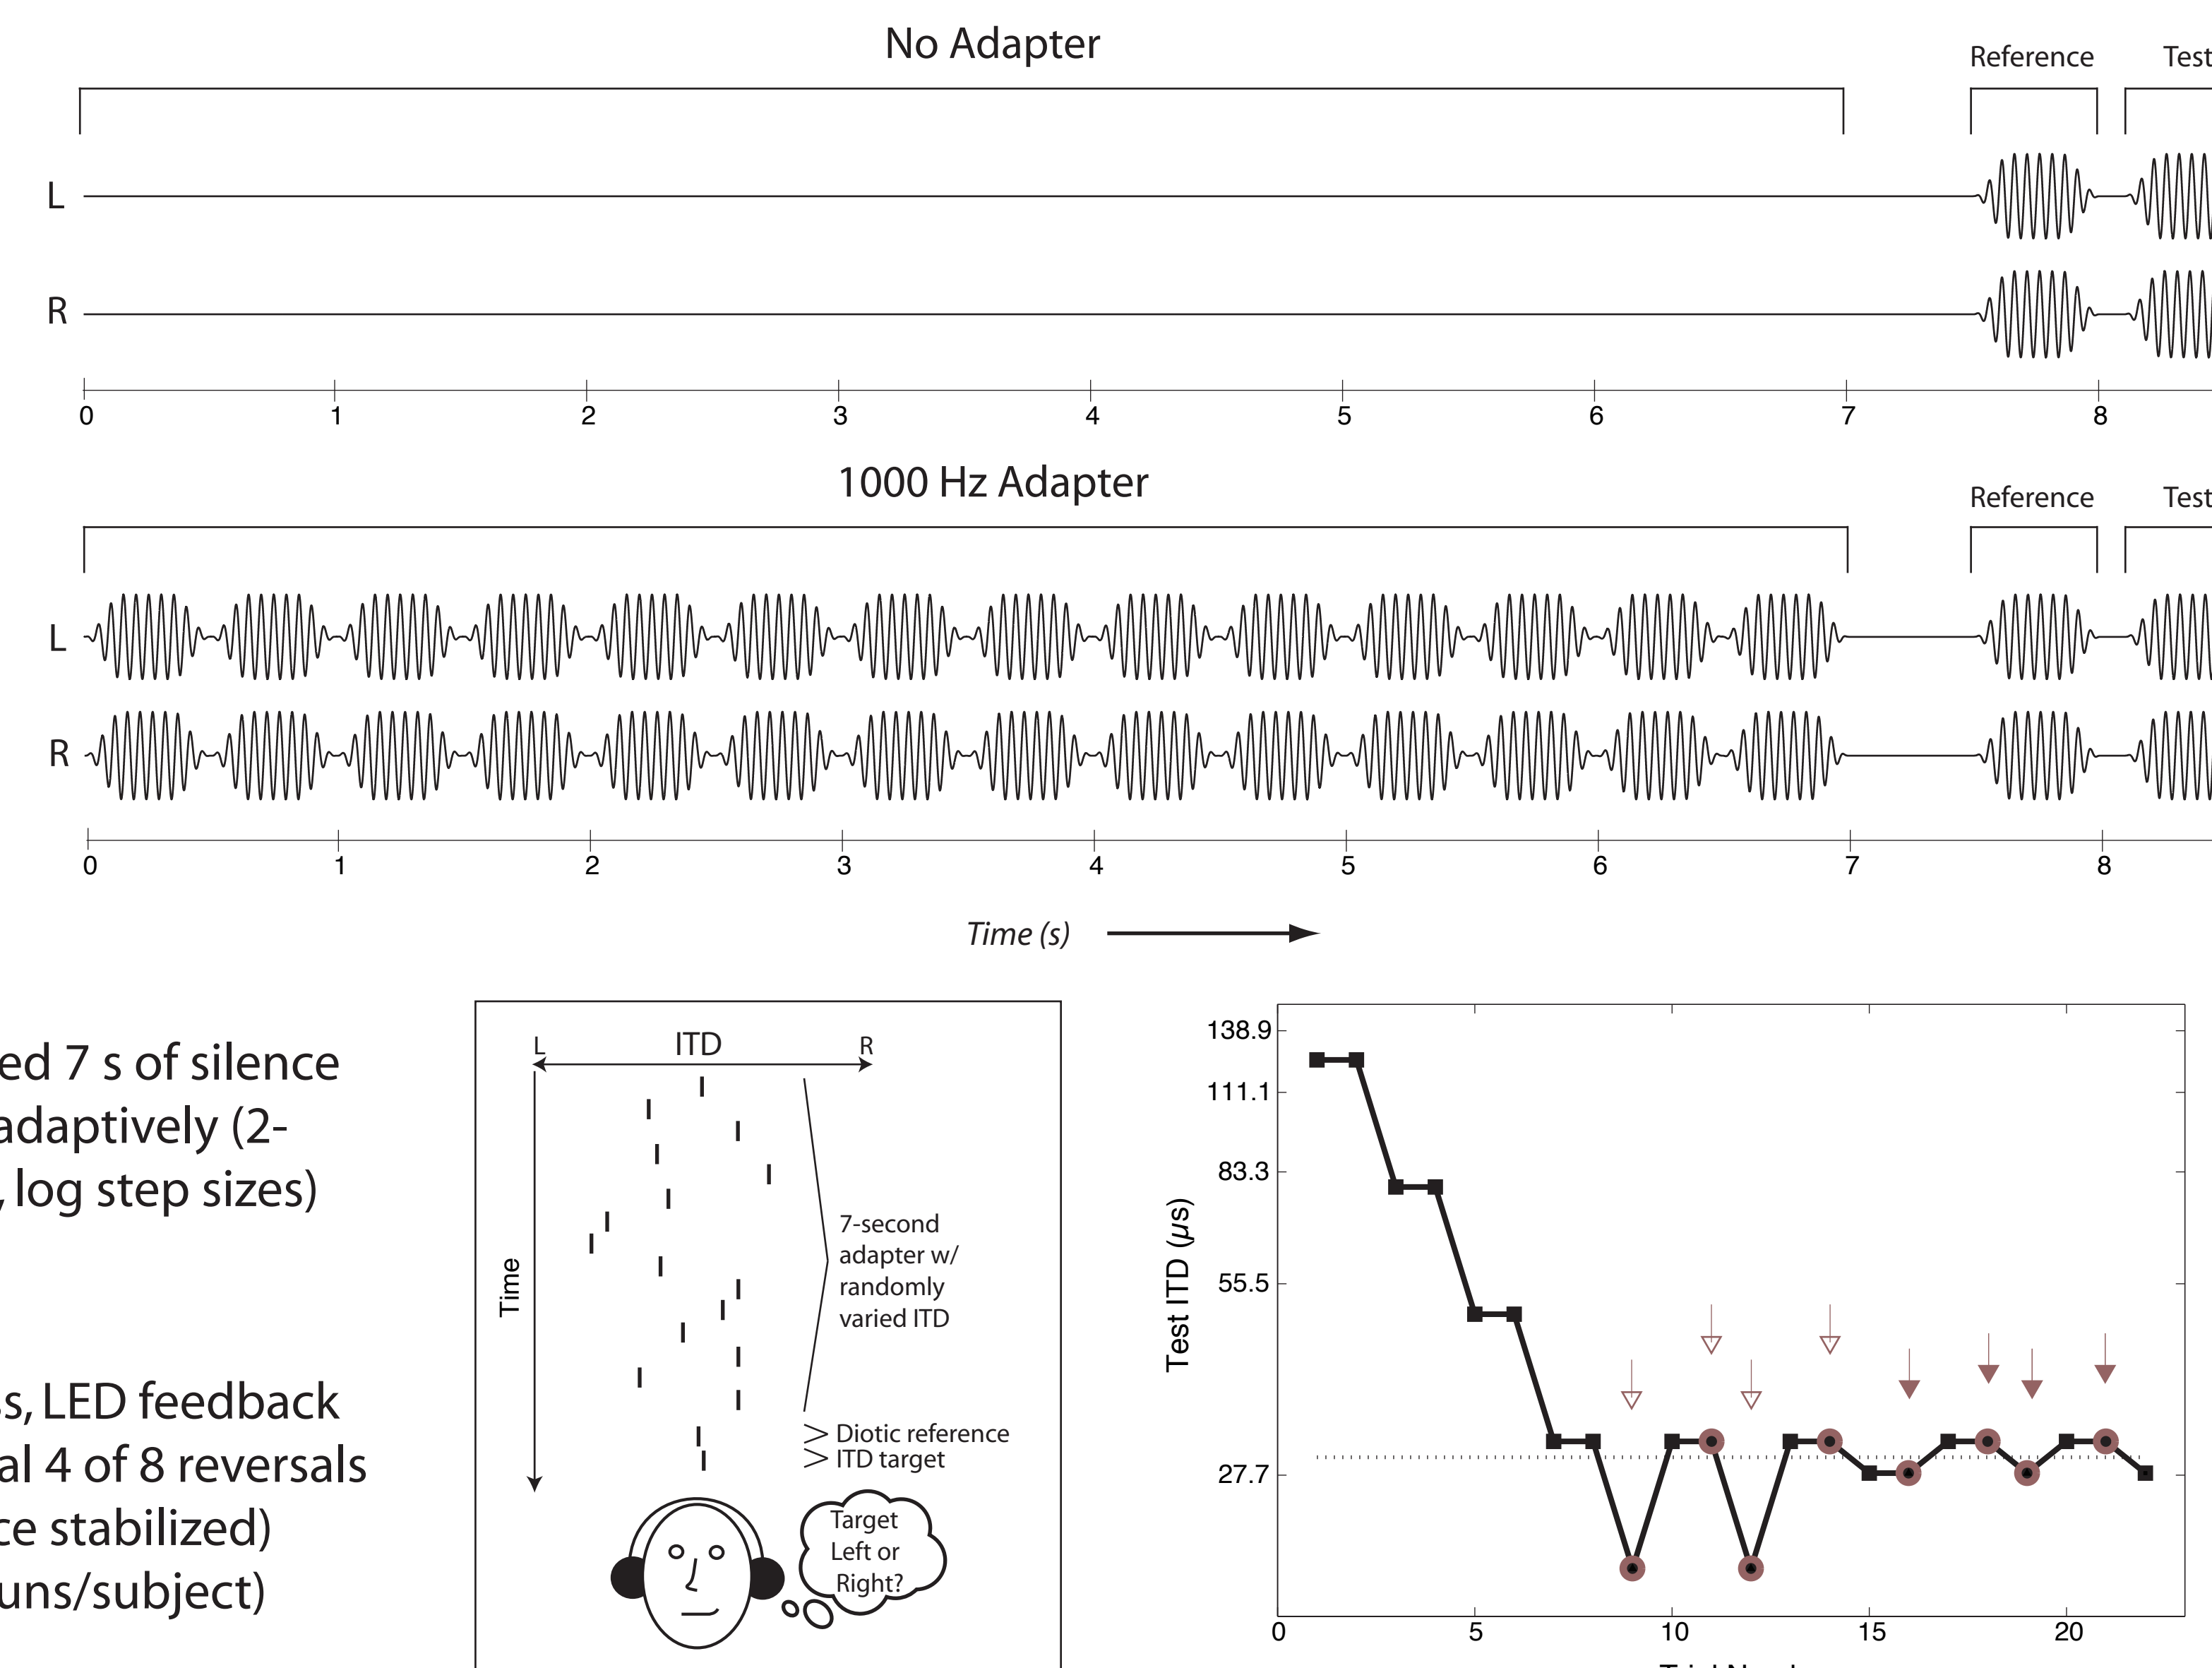 No Adapter
Reference
Test
L
R
0 1 2 3 4 5 6 7 8
1000 Hz Adapter
Reference
Test
L
R
0 1 2 3 4 5 6 7 8
Time (s)
ed 7 s of silence
adaptively (2-
, log step sizes)
s, LED feedback
al 4 of 8 reversals
ce stabilized)
uns/subject)
L ITD R
Time
7-second
adapter w/
randomly
varied ITD
Diotic reference
ITD target
Target
Left or
Right?
138.9
111.1
83.3
55.5
27.7
Test ITD (μs)
0 5 10 15 20